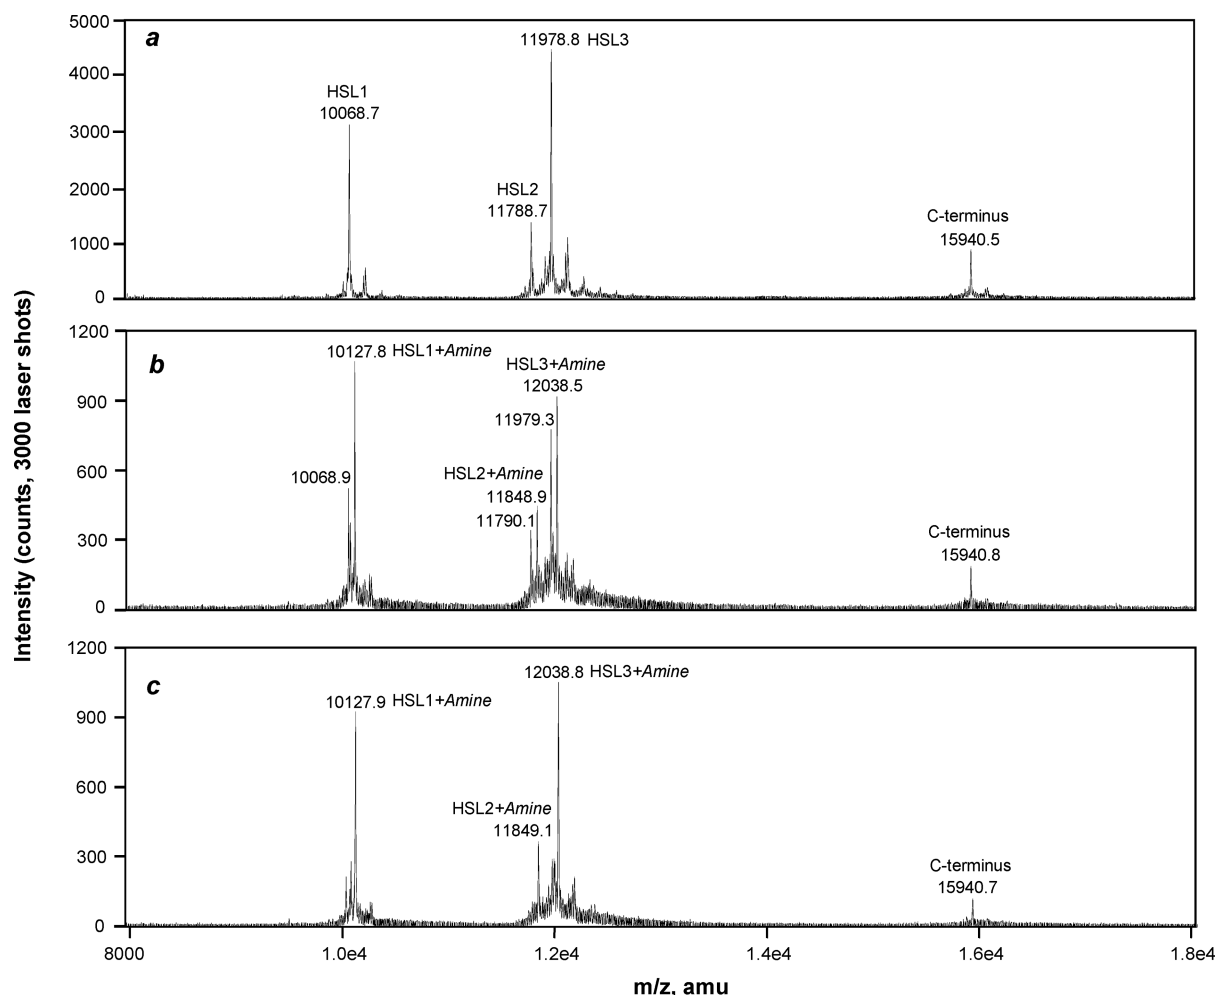 Intensity (counts, 3000 laser shots)
a
5000
4000
3000
2000
1000
0
11978.8 HSL3
HSL1
10068.7
HSL2
11788.7
C-terminus
15940.5
b
1200
900
600
300
0
10127.8 HSL1+Amine
HSL3+Amine
12038.5
11979.3
10068.9
HSL2+Amine
11848.9
11790.1
C-terminus
15940.8
c
1200
900
600
300
0
12038.8 HSL3+Amine
10127.9 HSL1+Amine
HSL2+Amine
11849.1
C-terminus
15940.7
8000 1.0e4 1.2e4 1.4e4 1.6e4 1.8e4
m/z, amu